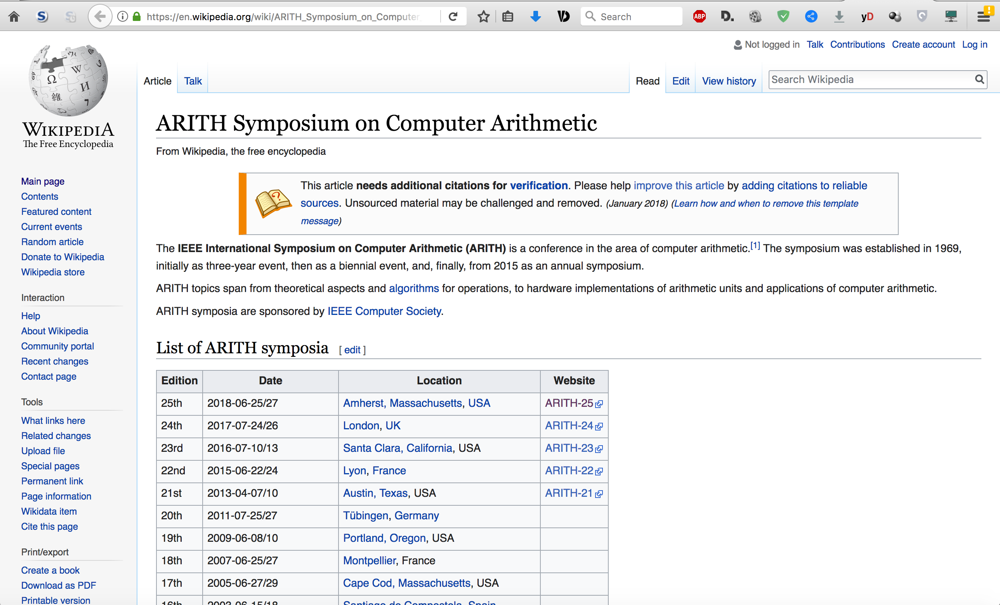 https://en.wikipedia.org/wiki/ARITH_Symposium_on_Computer_
Search
ABP
D.
yD
Not logged in Talk Contributions Create account Log in
Article Talk Read Edit View history Search Wikipedia
WIKIPEDIA
The Free Encyclopedia
Main page
Contents
Featured content
Current events
Random article
Donate to Wikipedia
Wikipedia store
Interaction
Help
About Wikipedia
Community portal
Recent changes
Contact page
Tools
What links here
Related changes
Upload file
Special pages
Permanent link
Page information
Wikidata item
Cite this page
Print/export
Create a book
Download as PDF
Printable version
ARITH Symposium on Computer Arithmetic
From Wikipedia, the free encyclopedia
This article needs additional citations for verification. Please help improve this article by adding citations to reliable
sources. Unsourced material may be challenged and removed. (January 2018) (Learn how and when to remove this template
message)
The IEEE International Symposium on Computer Arithmetic (ARITH) is a conference in the area of computer arithmetic.[1] The symposium was established in 1969,
initially as three-year event, then as a biennial event, and, finally, from 2015 as an annual symposium.
ARITH topics span from theoretical aspects and algorithms for operations, to hardware implementations of arithmetic units and applications of computer arithmetic.
ARITH symposia are sponsored by IEEE Computer Society.
List of ARITH symposia [ edit ]
Edition Date Location Website
25th 2018-06-25/27 Amherst, Massachusetts, USA ARITH-25
24th 2017-07-24/26 London, UK ARITH-24
23rd 2016-07-10/13 Santa Clara, California, USA ARITH-23
22nd 2015-06-22/24 Lyon, France ARITH-22
21st 2013-04-07/10 Austin, Texas, USA ARITH-21
20th 2011-07-25/27 Tübingen, Germany
19th 2009-06-08/10 Portland, Oregon, USA
18th 2007-06-25/27 Montpellier, France
17th 2005-06-27/29 Cape Cod, Massachusetts, USA
16th 2003-06-15/18 Santiago de Compostela, Spain